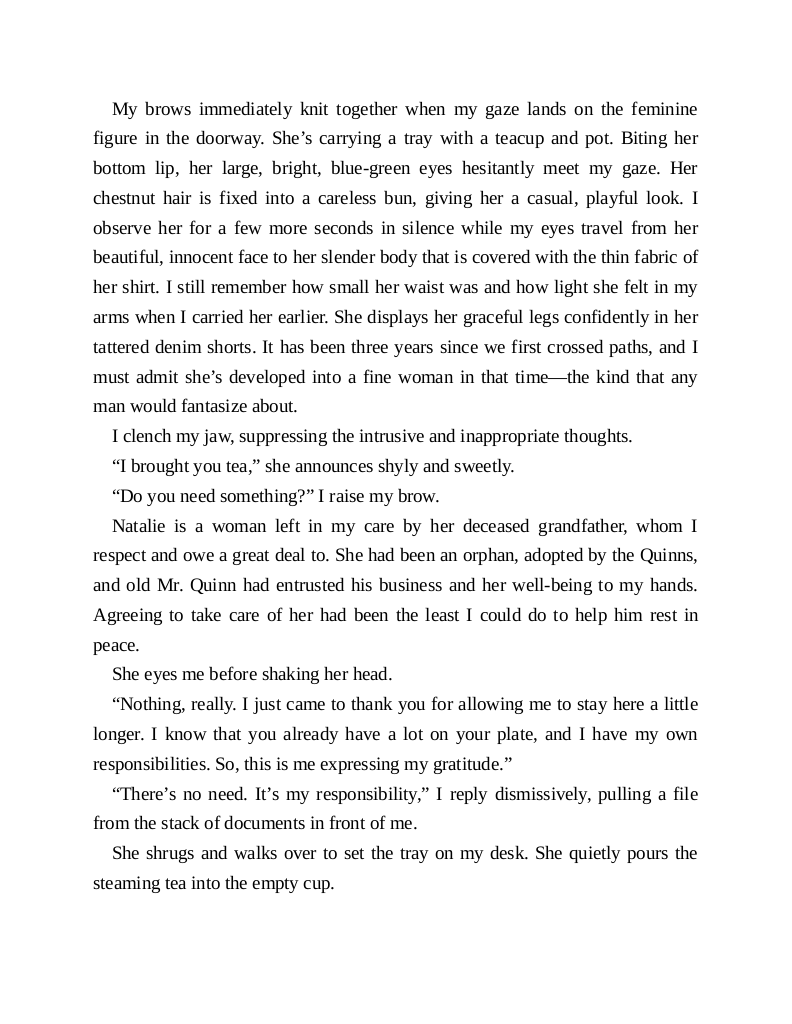 My brows immediately knit together when my gaze lands on the feminine
figure in the doorway. She’s carrying a tray with a teacup and pot. Biting her
bottom lip, her large, bright, blue-green eyes hesitantly meet my gaze. Her
chestnut hair is fixed into a careless bun, giving her a casual, playful look. I
observe her for a few more seconds in silence while my eyes travel from her
beautiful, innocent face to her slender body that is covered with the thin fabric of
her shirt. I still remember how small her waist was and how light she felt in my
arms when I carried her earlier. She displays her graceful legs confidently in her
tattered denim shorts. It has been three years since we first crossed paths, and I
must admit she’s developed into a fine woman in that time—the kind that any
man would fantasize about.
I clench my jaw, suppressing the intrusive and inappropriate thoughts.
“I brought you tea,” she announces shyly and sweetly.
“Do you need something?” I raise my brow.
Natalie is a woman left in my care by her deceased grandfather, whom I
respect and owe a great deal to. She had been an orphan, adopted by the Quinns,
and old Mr. Quinn had entrusted his business and her well-being to my hands.
Agreeing to take care of her had been the least I could do to help him rest in
peace.
She eyes me before shaking her head.
“Nothing, really. I just came to thank you for allowing me to stay here a little
longer. I know that you already have a lot on your plate, and I have my own
responsibilities. So, this is me expressing my gratitude.”
“There’s no need. It’s my responsibility,” I reply dismissively, pulling a file
from the stack of documents in front of me.
She shrugs and walks over to set the tray on my desk. She quietly pours the
steaming tea into the empty cup.